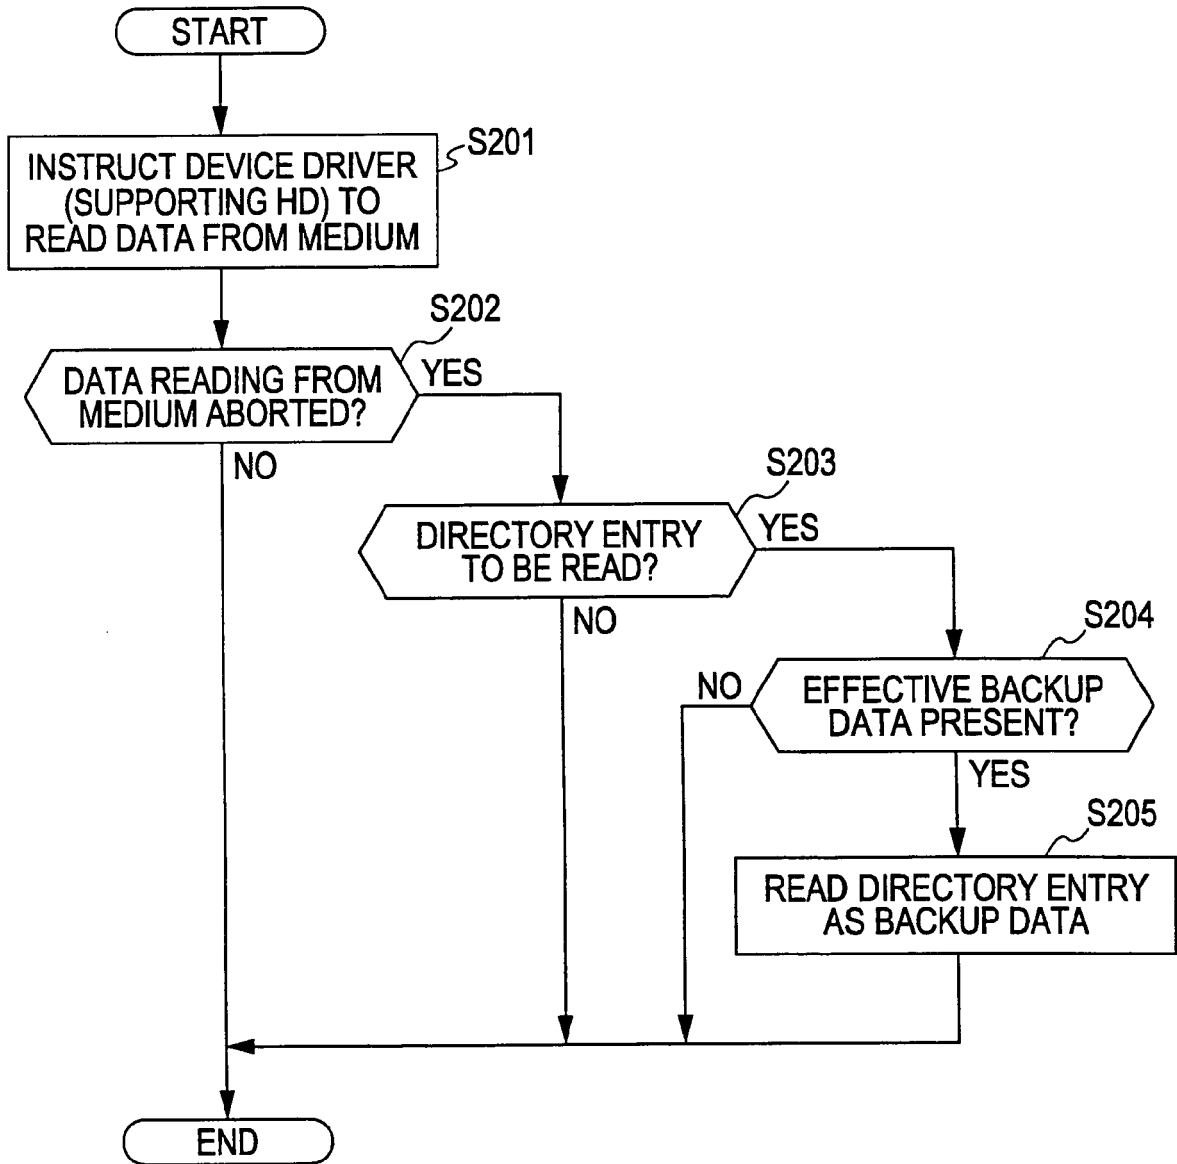 START
S201
INSTRUCT DEVICE DRIVER
(SUPPORTING HD) TO
READ DATA FROM MEDIUM
S202
DATA READING FROM
MEDIUM ABORTED?
YES
NO
S203
DIRECTORY ENTRY
TO BE READ?
YES
NO
S204
EFFECTIVE BACKUP
DATA PRESENT?
NO
YES
S205
READ DIRECTORY ENTRY
AS BACKUP DATA
END